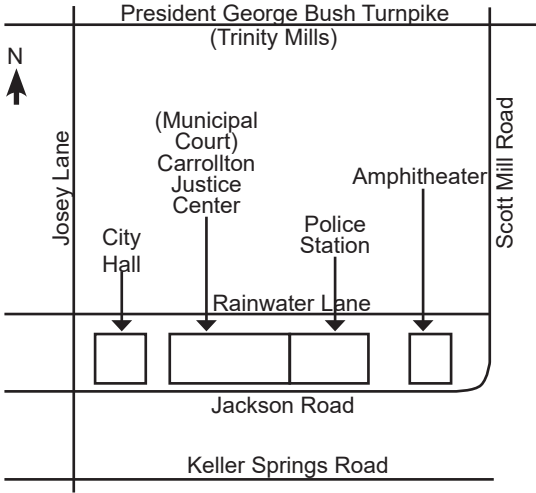 President George Bush Turnpike
(Trinity Mills)
N
Josey Lane
(Municipal
Court)
Carrollton
Justice
Center
Amphitheater
Scott Mill Road
City
Hall
Police
Station
Rainwater Lane
Jackson Road
Keller Springs Road